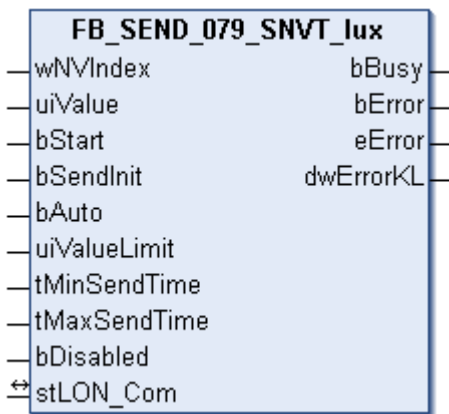 FB_SEND_079_SNVT_lux
wNVIndex bBusy
uiValue bError
bStart eError
bSendInit dwErrorKL
bAuto
uiValueLimit
tMinSendTime
tMaxSendTime
bDisabled
stLON_Com